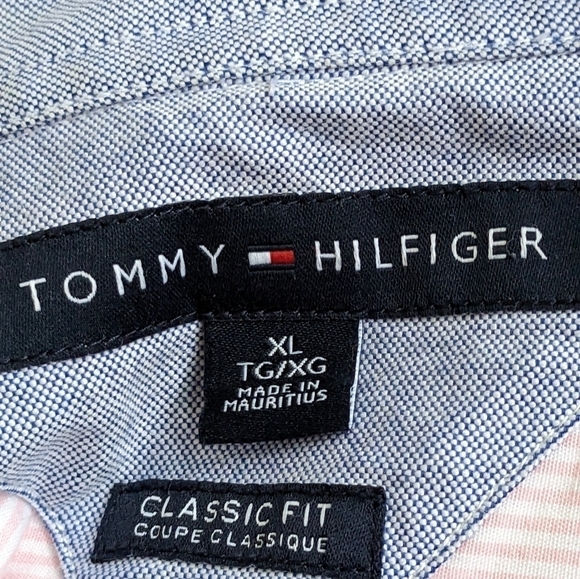 TOMMY HILFIGER
XL
TG/XG
MADE IN
MAURITIUS
CLASSIC FIT
COUPE CLASSIQUE